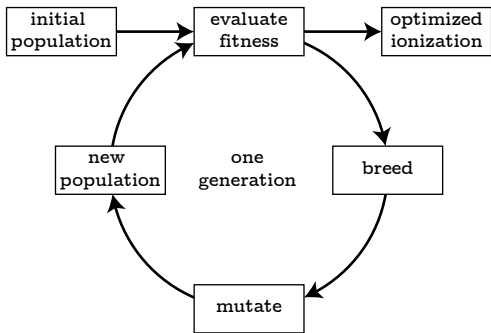 initial
population
evaluate
fitness
optimized
ionization
new
population
one
generation
breed
mutate